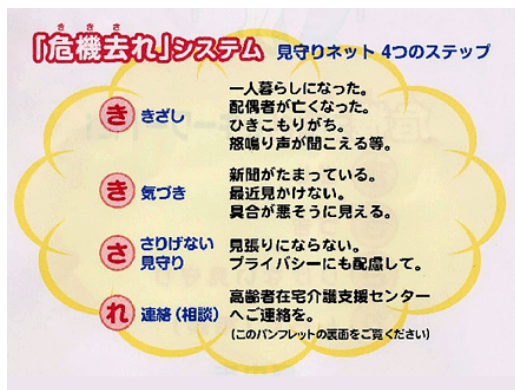 ききさ
「危機去れ」システム 見守りネット 4つのステップ
き きざし
一人暮らしになった。
配偶者が亡くなった。
ひきこもりがち。
怒鳴り声が聞こえる等。
き 気づき
新聞がたまっている。
最近見かけない。
具合が悪そうに見える。
さ さりげない
見守り
見張りにならない。
プライバシーにも配慮して。
れ 連絡(相談)
高齢者在宅介護支援センター
へご連絡を。
(このパンフレットの裏面をご覧ください)